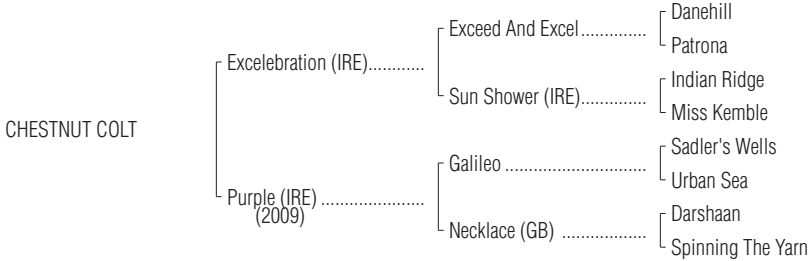 Danehill
Exceed And Excel..............
Patrona
Excelebration (IRE)............
Indian Ridge
Sun Shower (IRE)..............
Miss Kemble
CHESTNUT COLT
Sadler's Wells
Galileo ..............................
Urban Sea
Purple (IRE) ......................
(2009)
Darshaan
Necklace (GB) ..................
Spinning The Yarn